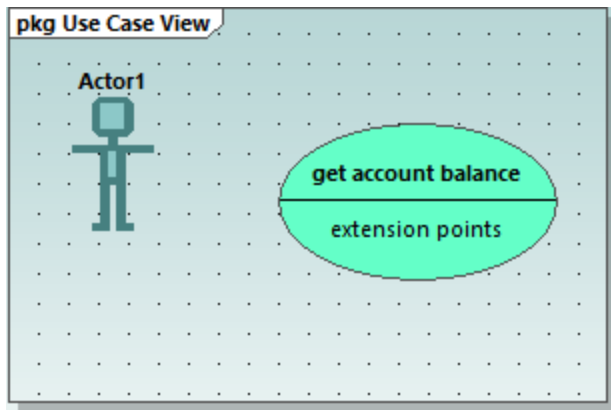 pkg Use Case View
Actor1
get account balance
extension points